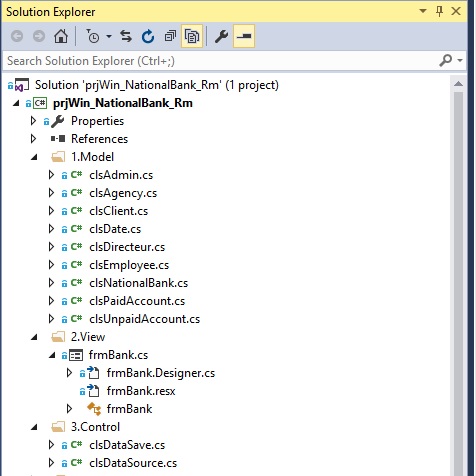 Solution Explorer
Search Solution Explorer (Ctrl+;)
Solution 'prjWin_NationalBank_Rm' (1 project)
C# prjWin_NationalBank_Rm
Properties
References
1.Model
C# clsAdmin.cs
C# clsAgency.cs
C# clsClient.cs
C# clsDate.cs
C# clsDirecteur.cs
C# clsEmployee.cs
C# clsNationalBank.cs
C# clsPaidAccount.cs
C# clsUnpaidAccount.cs
2.View
frmBank.cs
frmBank.Designer.cs
frmBank.resx
frmBank
3.Control
C# clsDataSave.cs
C# clsDataSource.cs